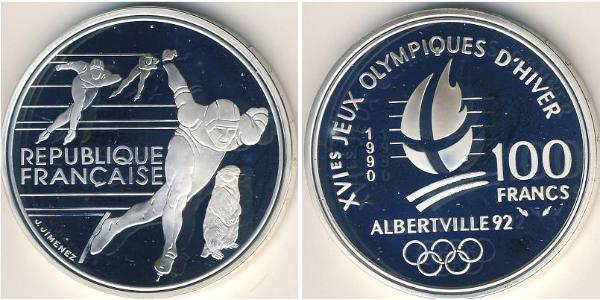 REPUBLIQUE
FRANÇAISE
J. JIMENEZ
XVIes JEUX OLYMPIQUES D'HIVER
1990
100
FRANCS
ALBERTVILLE 92